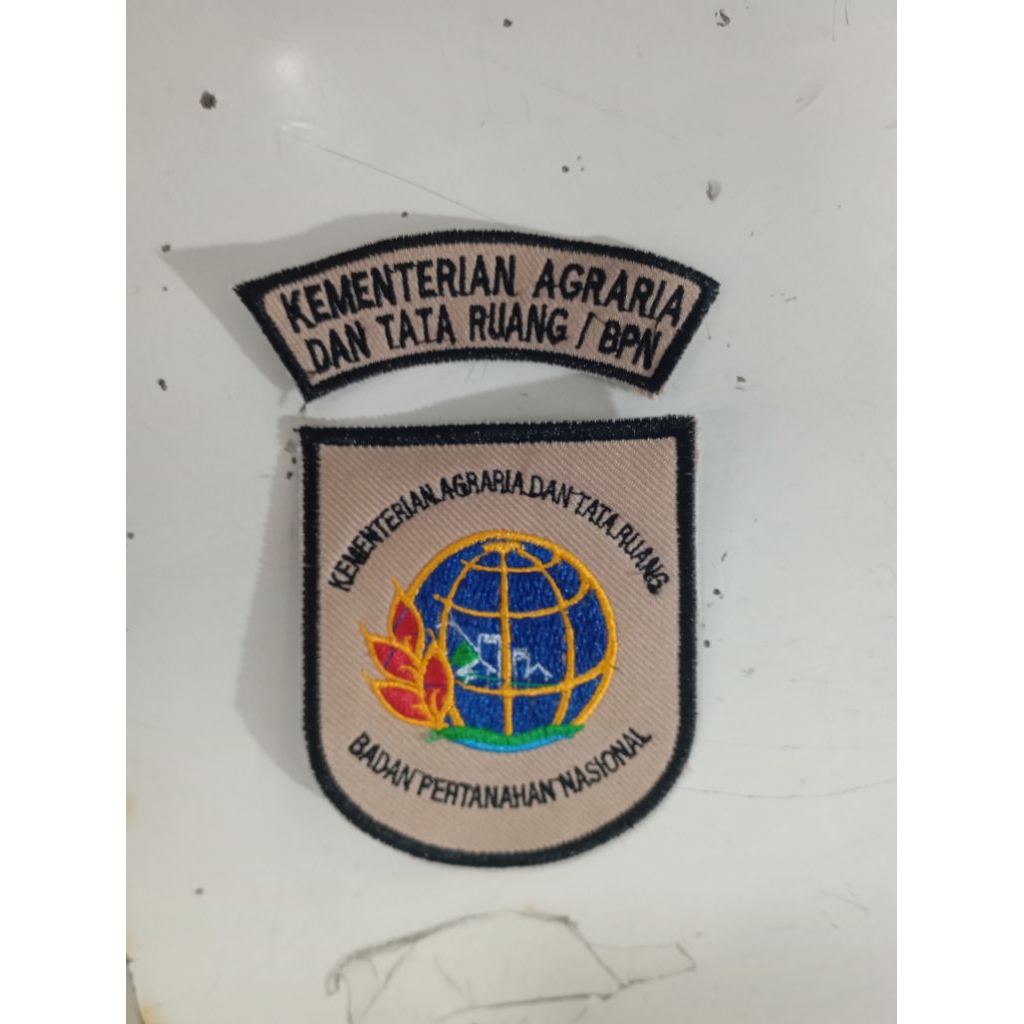 KEMENTERIAN AGRARIA
DAN TATA RUANG / BPN
KEMENTERIAN AGRARIA DAN TATA RUANG
BADAN PERTANAHAN NASIONAL